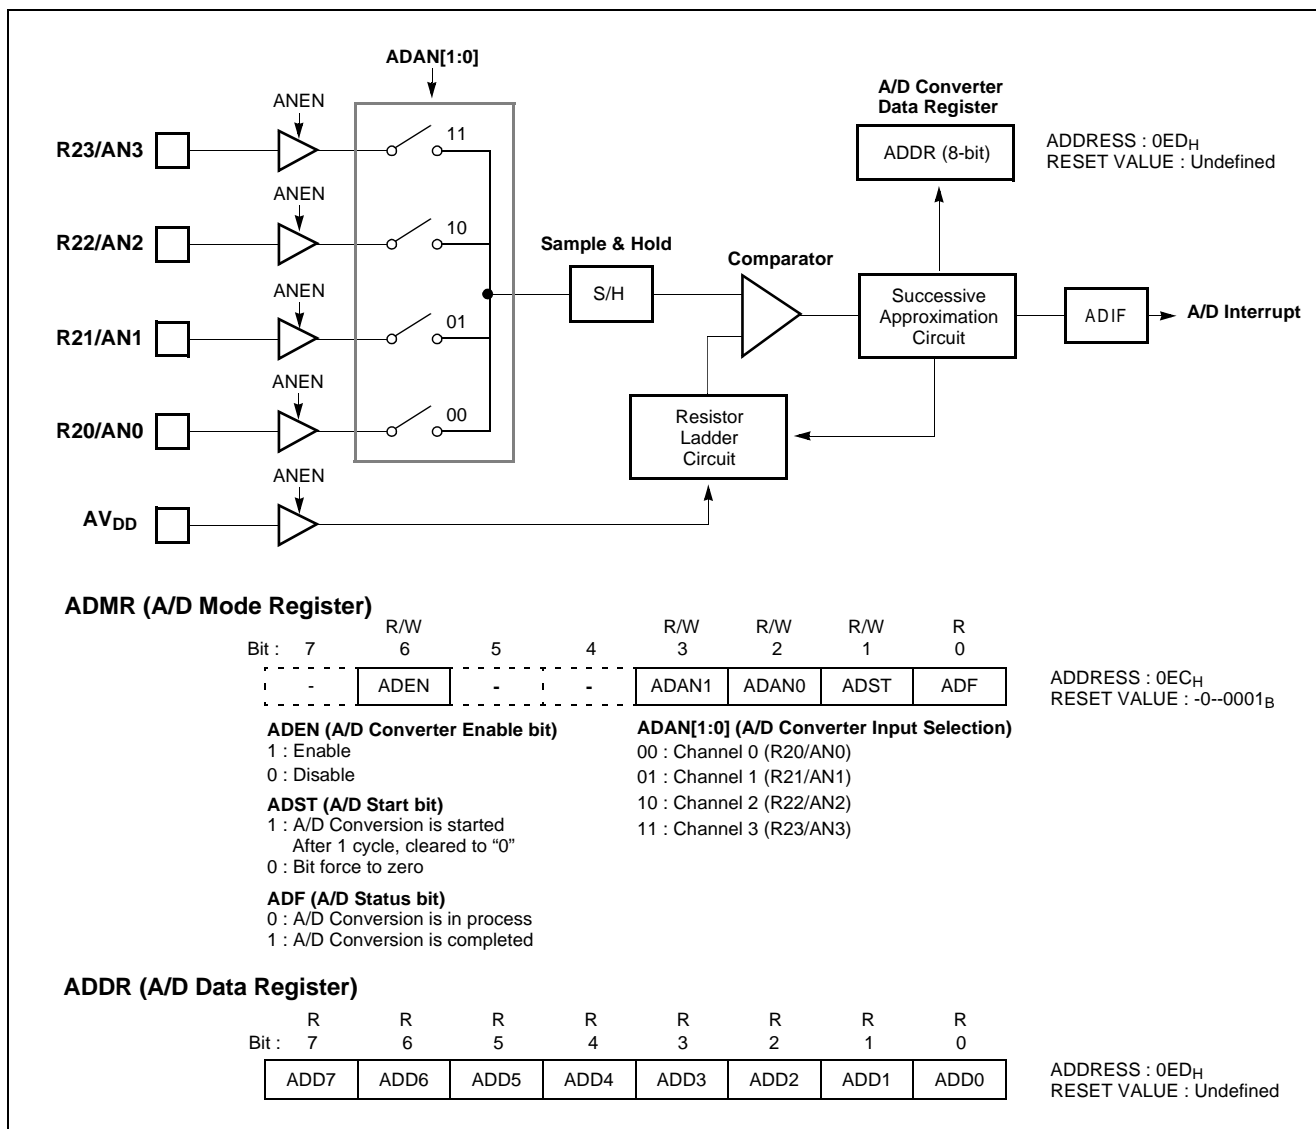 ADAN[1:0]
A/D Converter
Data Register
ANEN
R23/AN3
11
ADDR (8-bit)
ADDRESS : 0EDH
RESET VALUE : Undefined
ANEN
R22/AN2
10
Sample & Hold
Comparator
ANEN
S/H
Successive
Approximation
Circuit
ADIF
A/D Interrupt
R21/AN1
01
ANEN
R20/AN0
00
Resistor
Ladder
Circuit
ANEN
AVDD
ADMR (A/D Mode Register)
R/W R/W R/W R/W R
Bit : 7 6 5 4 3 2 1 0
- ADEN - - ADAN1 ADAN0 ADST ADF
ADDRESS : 0ECH
RESET VALUE : -0--0001B
ADEN (A/D Converter Enable bit)
1 : Enable
0 : Disable
ADST (A/D Start bit)
1 : A/D Conversion is started
After 1 cycle, cleared to “0”
0 : Bit force to zero
ADF (A/D Status bit)
0 : A/D Conversion is in process
1 : A/D Conversion is completed
ADAN[1:0] (A/D Converter Input Selection)
00 : Channel 0 (R20/AN0)
01 : Channel 1 (R21/AN1)
10 : Channel 2 (R22/AN2)
11 : Channel 3 (R23/AN3)
ADDR (A/D Data Register)
R R R R R R R R
Bit : 7 6 5 4 3 2 1 0
ADD7 ADD6 ADD5 ADD4 ADD3 ADD2 ADD1 ADD0
ADDRESS : 0EDH
RESET VALUE : Undefined